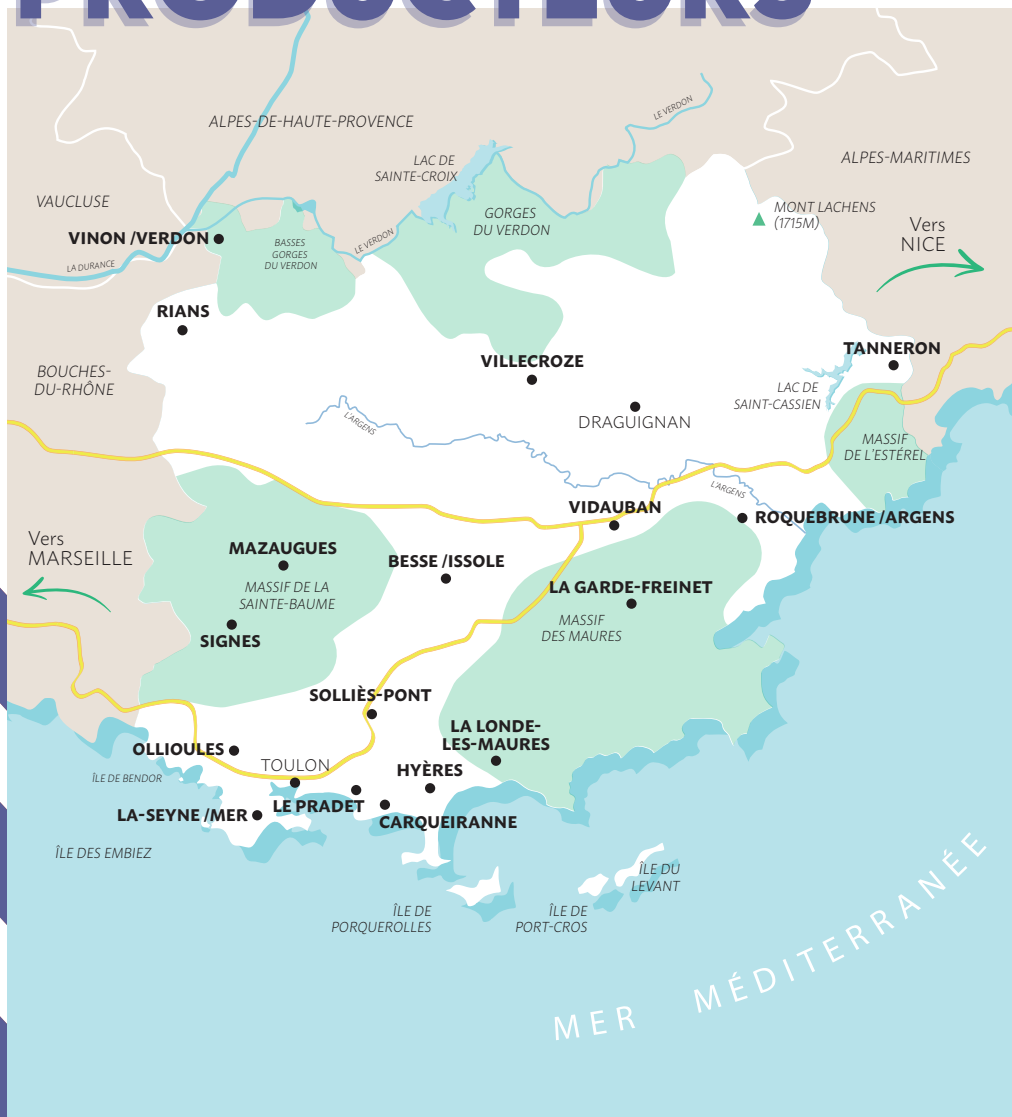 PRODUCTEURS
ALPES-DE-HAUTE-PROVENCE
LE VERDON
LAC DE
SAINTE-CROIX
ALPES-MARITIMES
VAUCLUSE
MONT LACHENS
(1715M)
GORGES
DU VERDON
Vers
NICE
VINON /VERDON
BASSES
GORGES
DU VERDON
LE VERDON
LA DURANCE
RIANS
BOUCHES-
DU-RHÔNE
VILLECROZE
TANNERON
LAC DE
SAINT-CASSIEN
L'ARGENS
DRAGUIGNAN
MASSIF
DE L'ESTÉREL
L'ARGENS
VIDAUBAN
ROQUEBRUNE /ARGENS
Vers
MARSEILLE
MAZAUGUES
BESSE /ISSOLE
MASSIF DE LA
SAINTE-BAUME
LA GARDE-FREINET
MASSIF
DES MAURES
SIGNES
SOLLIÈS-PONT
LA LONDE-
LES-MAURES
OLLIOULES
TOULON
HYÈRES
ÎLE DE BENDOR
LE PRADET
LA-SEYNE /MER
CARQUEIRANNE
ÎLE DES EMBIEZ
ÎLE DU
LEVANT
ÎLE DE
PORQUEROLLES
ÎLE DE
PORT-CROS
MER MÉDITERRANÉE